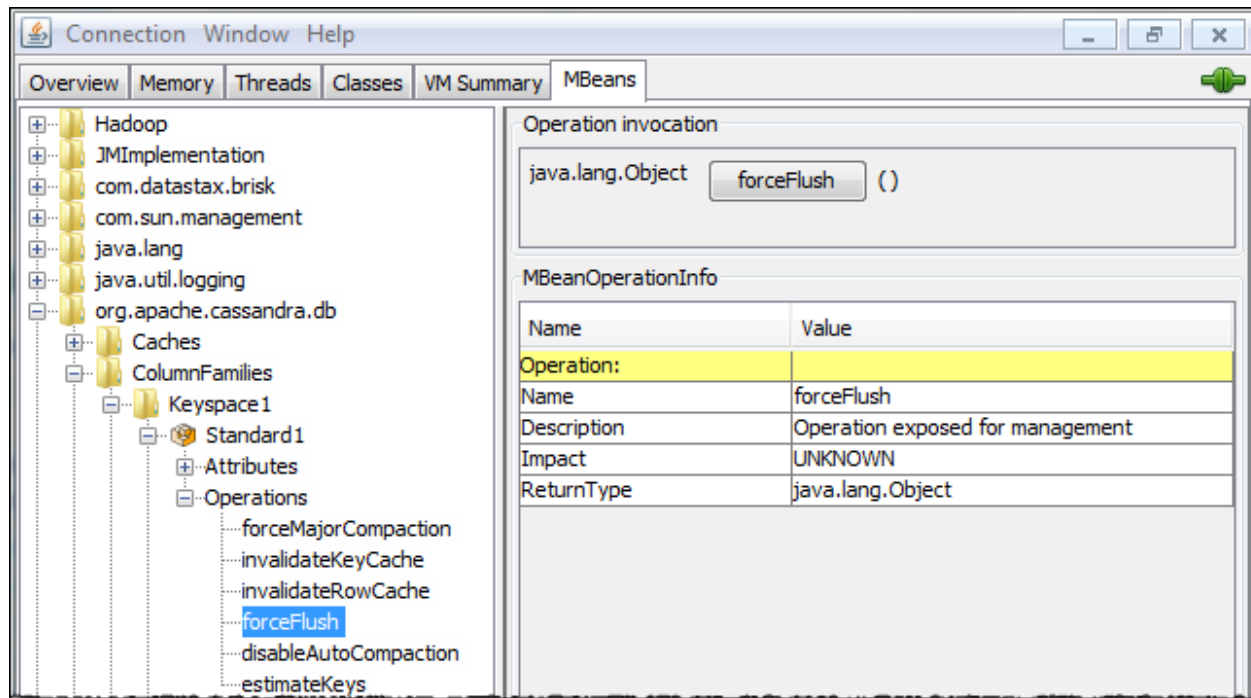 Connection Window Help
Overview Memory Threads Classes VM Summary MBeans
Hadoop
JMImplementation
com.datastax.brisk
com.sun.management
java.lang
java.util.logging
org.apache.cassandra.db
Caches
ColumnFamilies
Keyspace1
Standard1
Attributes
Operations
forceMajorCompaction
invalidateKeyCache
invalidateRowCache
forceFlush
disableAutoCompaction
estimateKeys
Operation invocation
java.lang.Object forceFlush ()
MBeanOperationInfo
Name Value
Operation:
Name forceFlush
Description Operation exposed for management
Impact UNKNOWN
ReturnType java.lang.Object